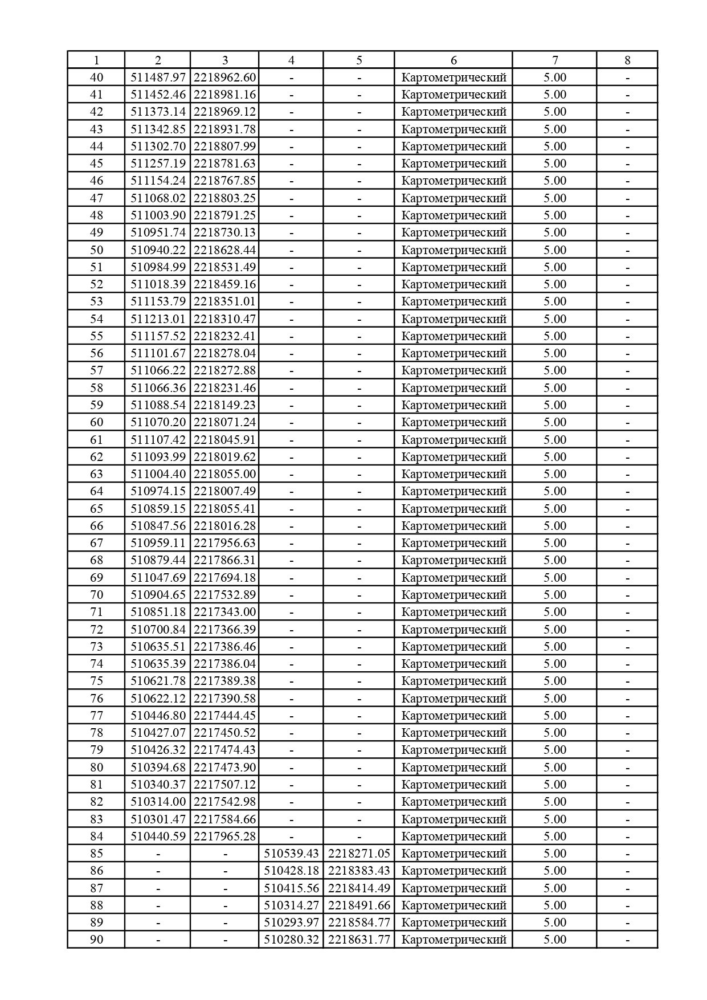 1 2 3 4 5 6 7 8
40 511487.97 2218962.60 - - Картометрический 5.00 -
41 511452.46 2218981.16 - - Картометрический 5.00 -
42 511373.14 2218969.12 - - Картометрический 5.00 -
43 511342.85 2218931.78 - - Картометрический 5.00 -
44 511302.70 2218807.99 - - Картометрический 5.00 -
45 511257.19 2218781.63 - - Картометрический 5.00 -
46 511154.24 2218767.85 - - Картометрический 5.00 -
47 511068.02 2218803.25 - - Картометрический 5.00 -
48 511003.90 2218791.25 - - Картометрический 5.00 -
49 510951.74 2218730.13 - - Картометрический 5.00 -
50 510940.22 2218628.44 - - Картометрический 5.00 -
51 510984.99 2218531.49 - - Картометрический 5.00 -
52 511018.39 2218459.16 - - Картометрический 5.00 -
53 511153.79 2218351.01 - - Картометрический 5.00 -
54 511213.01 2218310.47 - - Картометрический 5.00 -
55 511157.52 2218232.41 - - Картометрический 5.00 -
56 511101.67 2218278.04 - - Картометрический 5.00 -
57 511066.22 2218272.88 - - Картометрический 5.00 -
58 511066.36 2218231.46 - - Картометрический 5.00 -
59 511088.54 2218149.23 - - Картометрический 5.00 -
60 511070.20 2218071.24 - - Картометрический 5.00 -
61 511107.42 2218045.91 - - Картометрический 5.00 -
62 511093.99 2218019.62 - - Картометрический 5.00 -
63 511004.40 2218055.00 - - Картометрический 5.00 -
64 510974.15 2218007.49 - - Картометрический 5.00 -
65 510859.15 2218055.41 - - Картометрический 5.00 -
66 510847.56 2218016.28 - - Картометрический 5.00 -
67 510959.11 2217956.63 - - Картометрический 5.00 -
68 510879.44 2217866.31 - - Картометрический 5.00 -
69 511047.69 2217694.18 - - Картометрический 5.00 -
70 510904.65 2217532.89 - - Картометрический 5.00 -
71 510851.18 2217343.00 - - Картометрический 5.00 -
72 510700.84 2217366.39 - - Картометрический 5.00 -
73 510635.51 2217386.46 - - Картометрический 5.00 -
74 510635.39 2217386.04 - - Картометрический 5.00 -
75 510621.78 2217389.38 - - Картометрический 5.00 -
76 510622.12 2217390.58 - - Картометрический 5.00 -
77 510446.80 2217444.45 - - Картометрический 5.00 -
78 510427.07 2217450.52 - - Картометрический 5.00 -
79 510426.32 2217474.43 - - Картометрический 5.00 -
80 510394.68 2217473.90 - - Картометрический 5.00 -
81 510340.37 2217507.12 - - Картометрический 5.00 -
82 510314.00 2217542.98 - - Картометрический 5.00 -
83 510301.47 2217584.66 - - Картометрический 5.00 -
84 510440.59 2217965.28 - - Картометрический 5.00 -
85 - - 510539.43 2218271.05 Картометрический 5.00 -
86 - - 510428.18 2218383.43 Картометрический 5.00 -
87 - - 510415.56 2218414.49 Картометрический 5.00 -
88 - - 510314.27 2218491.66 Картометрический 5.00 -
89 - - 510293.97 2218584.77 Картометрический 5.00 -
90 - - 510280.32 2218631.77 Картометрический 5.00 -